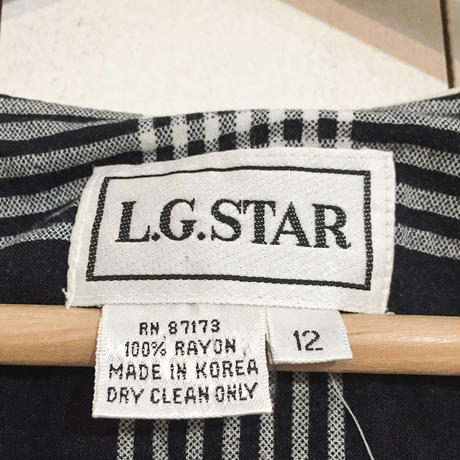 L.G.STAR
RN 87173
100% RAYON
MADE IN KOREA
DRY CLEAN ONLY
12